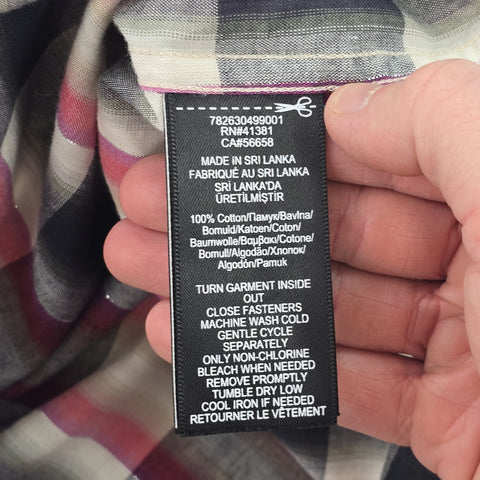 782630499001
RN#41381
CA#56658
MADE IN SRI LANKA
FABRIQUÉ AU SRI LANKA
SRİ LANKA'DA
ÜRETİLMİŞTİR
100% Cotton/Памук/Bavlna/
Bomuld/Katoen/Coton/
Baumwolle/Βαμβακι/Cotone/
Bomull/Algodão/Хлопок/
Algodón/Pamuk
TURN GARMENT INSIDE
OUT
CLOSE FASTENERS
MACHINE WASH COLD
GENTLE CYCLE
SEPARATELY
ONLY NON-CHLORINE
BLEACH WHEN NEEDED
REMOVE PROMPTLY
TUMBLE DRY LOW
COOL IRON IF NEEDED
RETOURNER LE VÊTEMENT